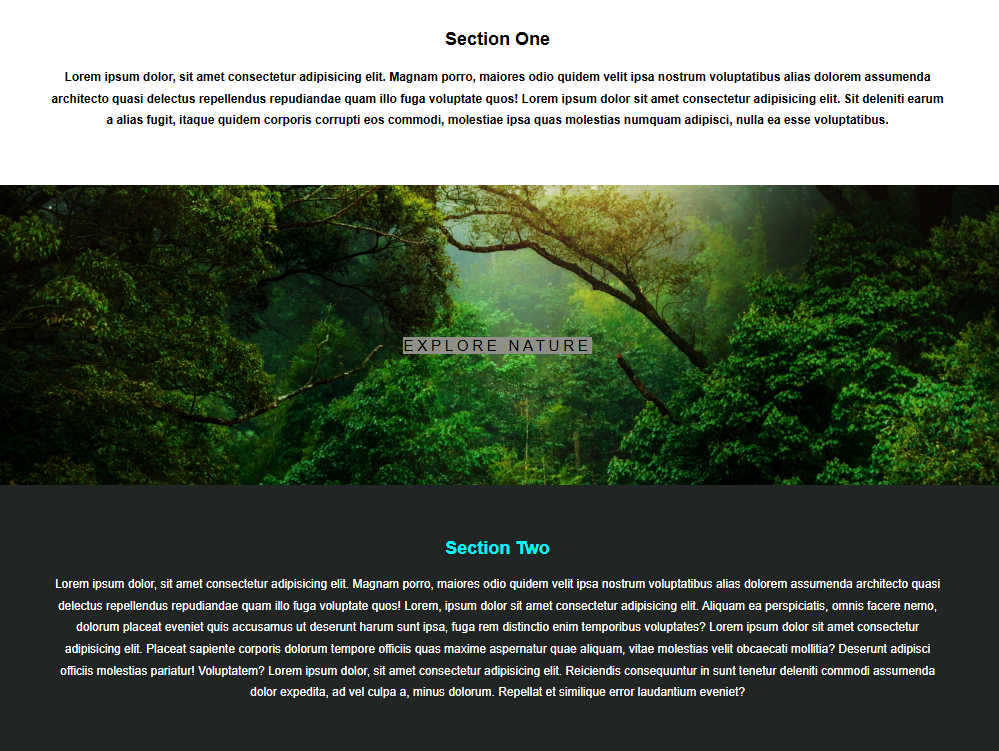 Section One
Lorem ipsum dolor, sit amet consectetur adipisicing elit. Magnam porro, maiores odio quidem velit ipsa nostrum voluptatibus alias dolorem assumenda
architecto quasi delectus repellendus repudiandae quam illo fuga voluptate quos! Lorem ipsum dolor sit amet consectetur adipisicing elit. Sit deleniti earum
a alias fugit, itaque quidem corporis corrupti eos commodi, molestiae ipsa quas molestias numquam adipisci, nulla ea esse voluptatibus.
EXPLORE NATURE
Section Two
Lorem ipsum dolor, sit amet consectetur adipisicing elit. Magnam porro, maiores odio quidem velit ipsa nostrum voluptatibus alias dolorem assumenda architecto quasi
delectus repellendus repudiandae quam illo fuga voluptate quos! Lorem, ipsum dolor sit amet consectetur adipisicing elit. Aliquam ea perspiciatis, omnis facere nemo,
dolorum placeat eveniet quis accusamus ut deserunt harum sunt ipsa, fuga rem distinctio enim temporibus voluptates? Lorem ipsum dolor, sit amet consectetur
adipisicing elit. Placeat sapiente corporis dolorum tempore officiis quas maxime aspernatur quae aliquam, vitae molestias velit obcaecati mollitia? Deserunt adipisci
officiis molestias pariatur! Voluptatem? Lorem ipsum dolor, sit amet consectetur adipisicing elit. Reiciendis consequuntur in sunt tenetur deleniti commodi assumenda
dolor expedita, ad vel culpa a, minus dolorum. Repellat et similique error laudantium eveniet?